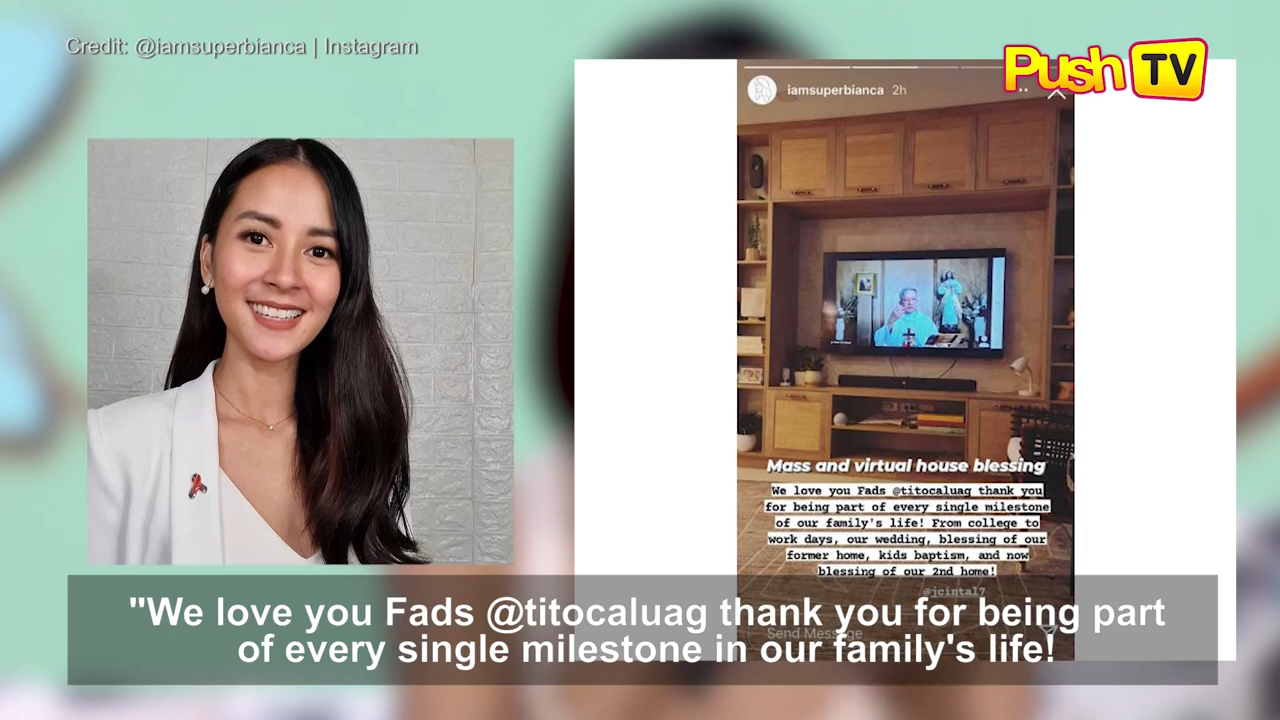 Credit: @iamsuperbianca | Instagram
Push TV
iamsuperbianca 2h
Mass and virtual house blessing
We love you Fads @titocaluag thank you
for being part of every single milestone
of our family's life! From college to
work days, our wedding, blessing of our
former home, kids baptism, and now
blessing of our 2nd home!
@jcintal7
Send Message
"We love you Fads @titocaluag thank you for being part
of every single milestone in our family's life!